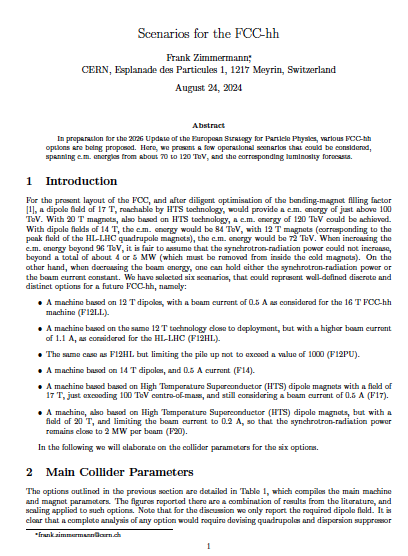 Scenarios for the FCC-hh
Frank Zimmermann*
CERN, Esplanade des Particules 1, 1217 Meyrin, Switzerland
August 24, 2024
Abstract
In preparation for the 2026 Update of the European Strategy for Particle Physics, various FCC-hh
options are being is prepared. Here, we present a few operational scenarios that could be considered,
spanning c.m. energies from about 70 to 120 TeV, and the corresponding luminosity forecasts.
1 Introduction
For the present layout of the FCC, and after diligent optimisation of the bending-magnet filling factor
[1], a dipole field of 17 T, reachable by HTS technology, would provide a c.m. energy of just above 100
TeV. With 20 T magnets, also based on HTS technology, a c.m. energy of 120 TeV could be achieved.
With dipole fields of 14 T, the c.m. energy would be 84 TeV, with 12 T magnets (corresponding to the
peak field of the HL-LHC quadrupole magnets), the c.m. energy would be 72 TeV. When increasing the
c.m. energy beyond 96 TeV, it is fair to assume that the synchrotron-radiation power could not increase,
beyond a total of about 4 or 5 MW (which must be removed from inside the cold magnets). On the
other hand, when decreasing the beam energy, one can hold either the synchrotron-radiation power or
the beam current constant. We have selected six scenarios, that could represent well-defined discrete and
distinct options for a future FCC-hh, namely:
• A machine based on 12 T dipoles, with a beam current of 0.5 A as considered for the 16 T FCC-hh
machine (F12LL).
• A machine based on the same 12 T technology close to deployment, but with a higher beam current
of 1.1 A, as considered for the HL-LHC (F12HL).
• The same case as F12HL but limiting the pile up not to exceed a value of 1000 (F12PU).
• A machine based on 14 T dipoles, and 0.5 A current (F14).
• A machine based on High Temperature Superconductor (HTS) dipole magnets with a field of
17 T, just exceeding 100 TeV centre-of-mass, and still considering a beam current of 0.5 A (F17).
• A machine, also based on High Temperature Superconductor (HTS) dipole magnets, but with a
field of 20 T, and limiting the beam current to 0.2 A, so that the synchrotron-radiation power
remains close to 2 MW per beam (F20).
In the following we will elaborate on the collider parameters for the six options.
2 Main Collider Parameters
The options outlined in the previous section are detailed in Table 1, which compiles the main machine
and magnet parameters. The figures reported there are a combination of results from the literature, and
scaling applied to such options. Note that for the discussion we only report the required dipole field. It is
clear that a complete analysis of any option would require devising quadrupoles and dispersion suppressor
*frank.zimmermann@cern.ch
1